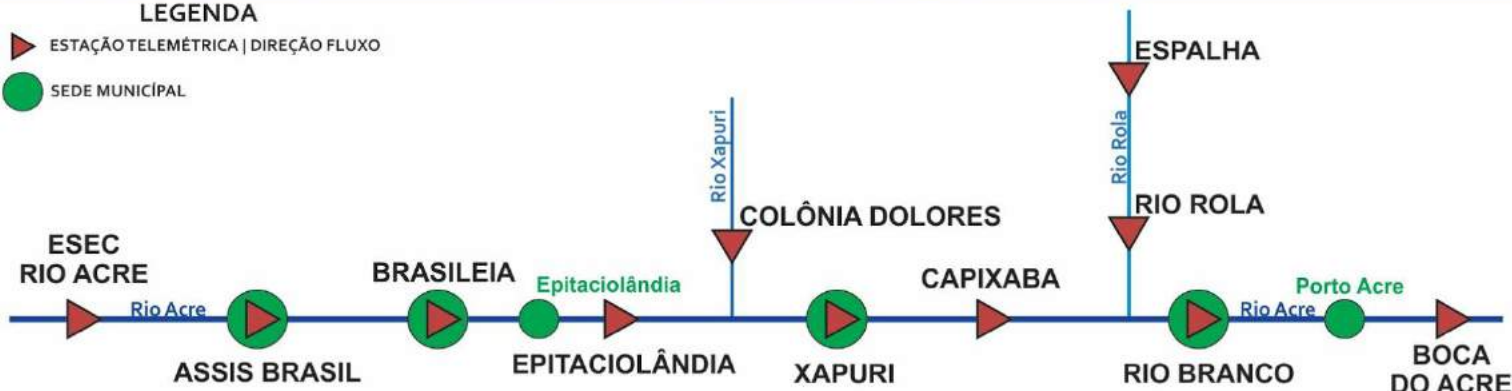 LEGENDA
ESTAÇÃO TELEMÉTRICA | DIREÇÃO FLUXO
SEDE MUNICÍPAL
ESPALHA
Rio Xapuri
Rio Rola
COLÔNIA DOLORES
RIO ROLA
ESEC
RIO ACRE
BRASILEIA
Epitaciolândia
CAPIXABA
Porto Acre
Rio Acre
Rio Acre
ASSIS BRASIL
EPITACIOLÂNDIA
XAPURI
RIO BRANCO
BOCA
DO ACRE